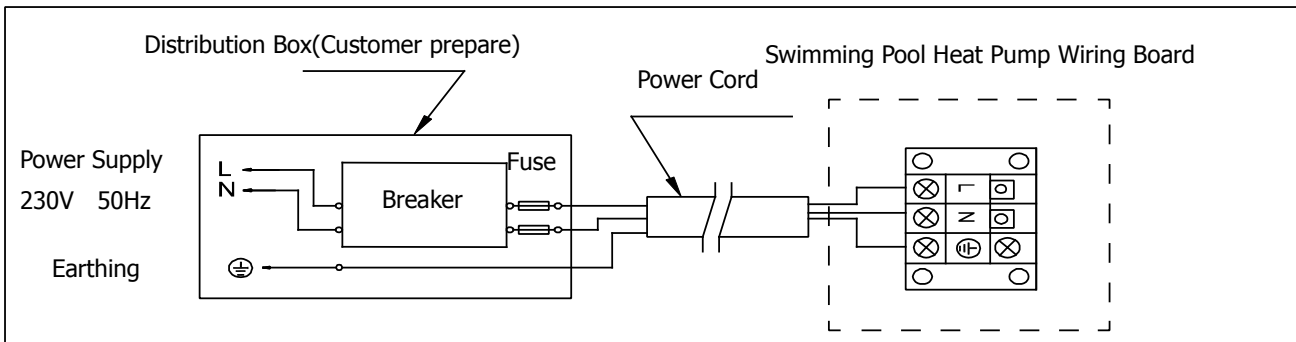 Distribution Box(Customer prepare)
Swimming Pool Heat Pump Wiring Board
Power Cord
Power Supply
230V 50Hz
Earthing
L
N
Breaker
Fuse
L
N